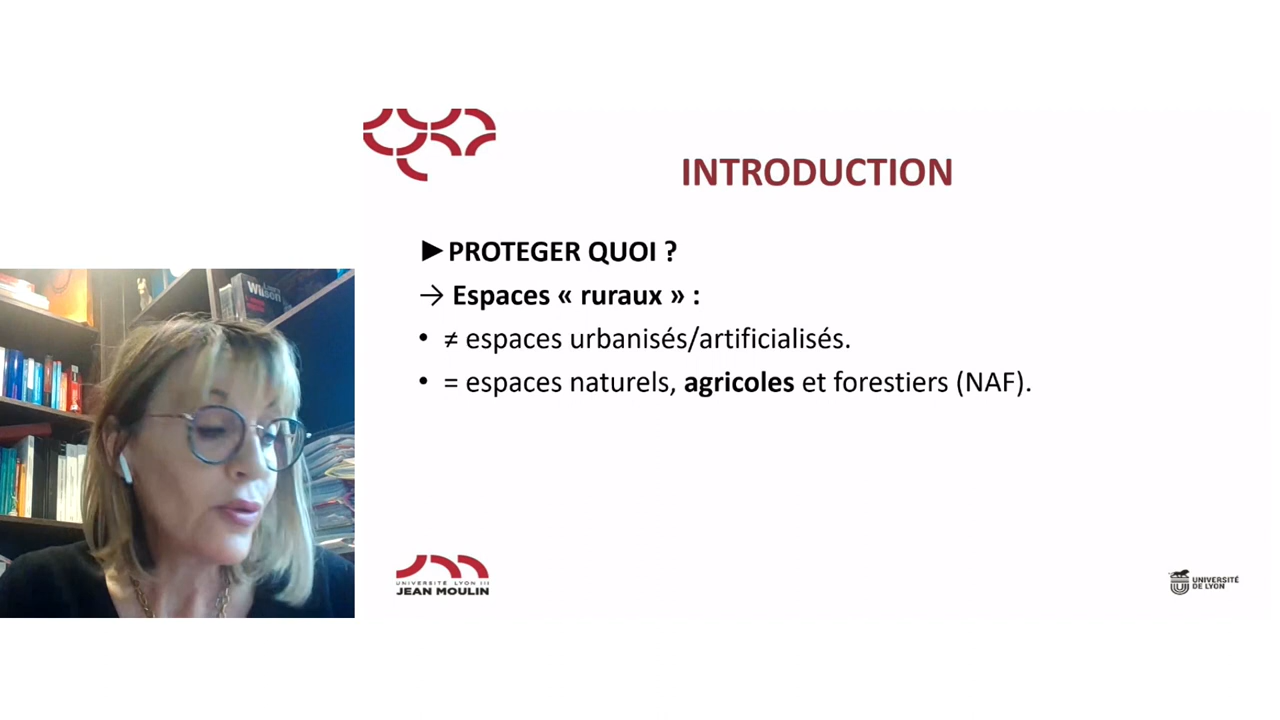 INTRODUCTION
►PROTEGER QUOI ?
→ Espaces « ruraux » :
• ≠ espaces urbanisés/artificialisés.
• = espaces naturels, agricoles et forestiers (NAF).
Wilson
UNIVERSITÉ LYON III
JEAN MOULIN
UNIVERSITÉ
DE LYON